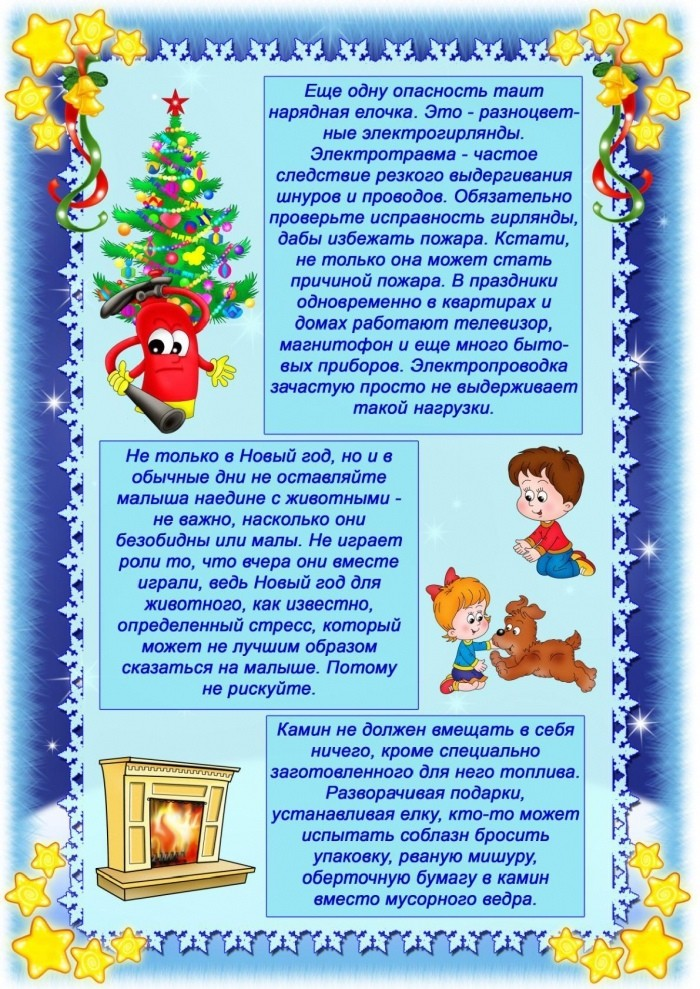 Еще одну опасность таит
нарядная елочка. Это - разноцвет-
ные электрогирлянды.
Электротравма - частое
следствие резкого выдергивания
шнуров и проводов. Обязательно
проверьте исправность гирлянды,
дабы избежать пожара. Кстати,
не только она может стать
причиной пожара. В праздники
одновременно в квартирах и
домах работают телевизор,
магнитофон и еще много быто-
вых приборов. Электропроводка
зачастую просто не выдерживает
такой нагрузки.
Не только в Новый год, но и в
обычные дни не оставляйте
малыша наедине с животными -
не важно, насколько они
безобидны или малы. Не играет
роли то, что вчера они вместе
играли, ведь Новый год для
животного, как известно,
определенный стресс, который
может не лучшим образом
сказаться на малыше. Потому
не рискуйте.
Камин не должен вмещать в себя
ничего, кроме специально
заготовленного для него топлива.
Разворачивая подарки,
устанавливая елку, кто-то может
испытать соблазн бросить
упаковку, рваную мишуру,
оберточную бумагу в камин
вместо мусорного ведра.